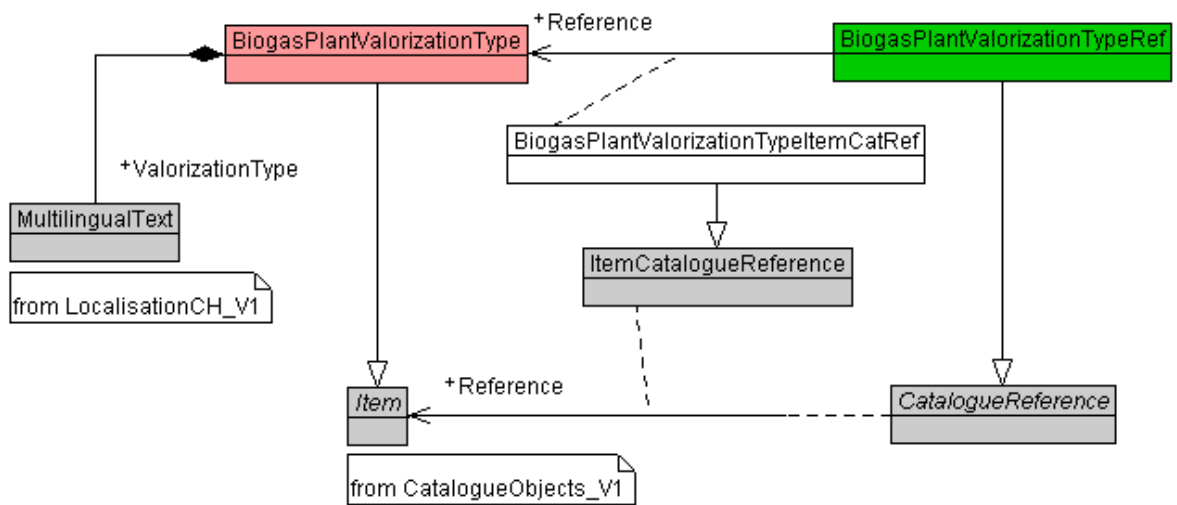 +Reference
BiogasPlantValorizationType
BiogasPlantValorizationTypeRef
BiogasPlantValorizationTypeItemCatRef
+ValorizationType
MultilingualText
ItemCatalogueReference
from LocalisationCH_V1
+Reference
Item
CatalogueReference
from CatalogueObjects_V1